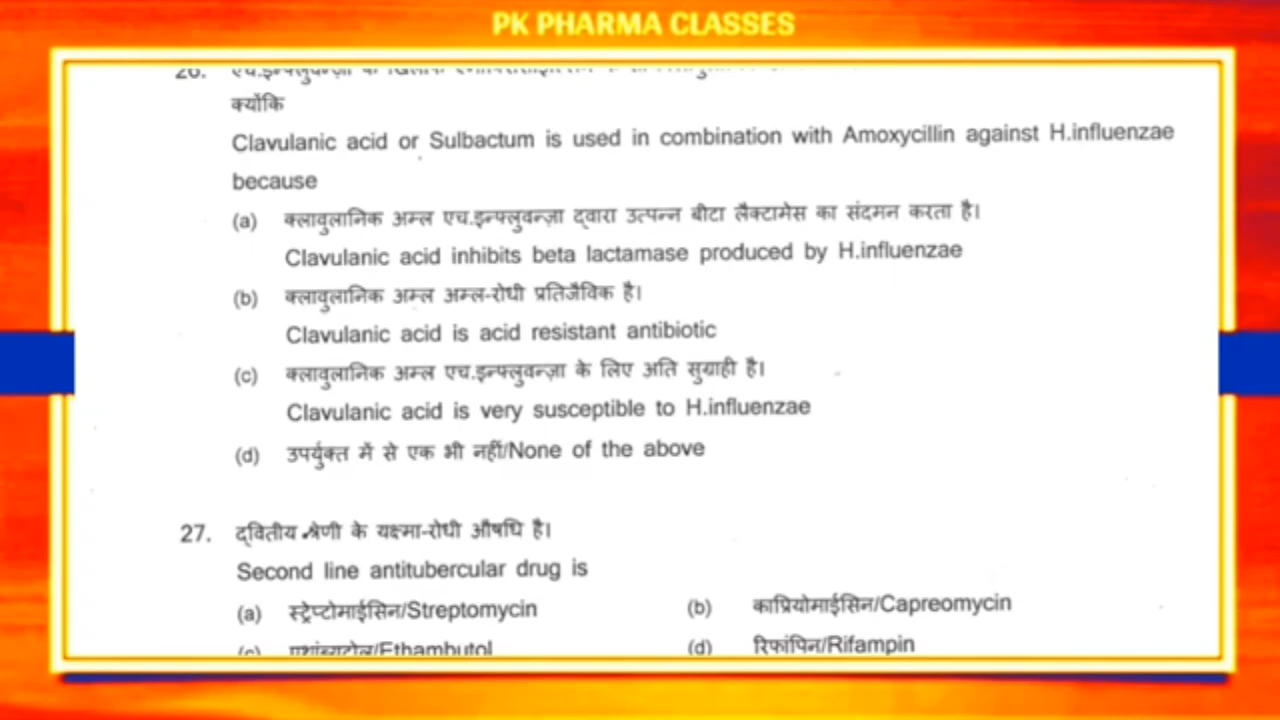 PK PHARMA CLASSES
26.
क्योंकि
Clavulanic acid or Sulbactum is used in combination with Amoxycillin against H.influenzae
because
(a) क्लावुलानिक अम्ल एच.इन्फ्लुवन्ज़ा द्वारा उत्पन्न बीटा लैक्टामेस का संदमन करता है।
Clavulanic acid inhibits beta lactamase produced by H.influenzae
(b) क्लावुलानिक अम्ल अम्ल-रोधी प्रतिजैविक है।
Clavulanic acid is acid resistant antibiotic
(c) क्लावुलानिक अम्ल एच.इन्फ्लुवन्ज़ा के लिए अति सुग्राही है।
Clavulanic acid is very susceptible to H.influenzae
(d) उपर्युक्त में से एक भी नहीं/None of the above
27. द्वितीय श्रेणी के यक्ष्मा-रोधी औषधि है।
Second line antitubercular drug is
(a) स्ट्रेप्टोमाईसिन/Streptomycin (b) काप्रियोमाईसिन/Capreomycin
(c) एथांब्यूटोल/Ethambutol (d) रिफांपिन/Rifampin